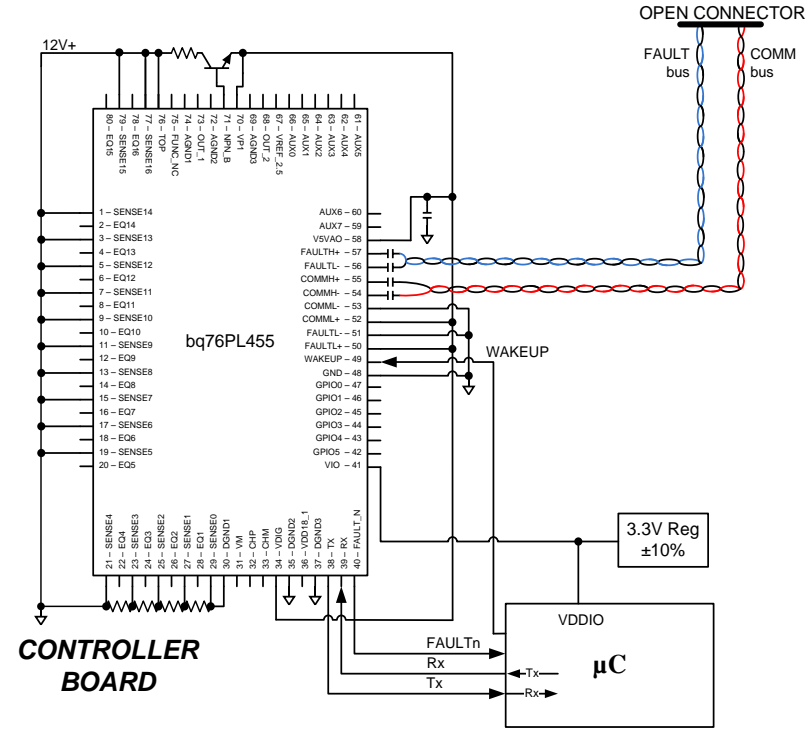 OPEN CONNECTOR
FAULT
bus
COMM
bus
12V+
80 – EQ15
79 – SENSE15
78 – EQ16
77 – SENSE16
76 – TOP
75 – FUNC_NC
74 – AGND1
73 – OUT_1
72 – AGND2
71 – NPN_B
70 – VP1
69 – AGND3
68 – OUT_2
67 – VREF_2.5
66 – AUX0
65 – AUX1
64 – AUX2
63 – AUX3
62 – AUX4
61 – AUX5
1 – SENSE14
2 – EQ14
3 – SENSE13
4 – EQ13
5 – SENSE12
6 – EQ12
7 – SENSE11
8 – EQ11
9 – SENSE10
10 – EQ10
11 – SENSE9
12 – EQ9
13 – SENSE8
14 – EQ8
15 – SENSE7
16 – EQ7
17 – SENSE6
18 – EQ6
19 – SENSE5
20 – EQ5
bq76PL455
AUX6 – 60
AUX7 – 59
V5VAO – 58
FAULTH+ – 57
FAULTL- – 56
COMMH+ – 55
COMMH- – 54
COMML- – 53
COMML+ – 52
FAULTL- – 51
FAULTL+ – 50
WAKEUP – 49
GND – 48
GPIO0 – 47
GPIO1 – 46
GPIO2 – 45
GPIO3 – 44
GPIO4 – 43
GPIO5 – 42
VIO – 41
WAKEUP
21 – SENSE4
22 – EQ4
23 – SENSE3
24 – EQ3
25 – SENSE2
26 – EQ2
27 – SENSE1
28 – EQ1
29 – SENSE0
30 – DGND1
31 – VM
32 – CHP
33 – CHM
34 – VDIG
35 – DGND2
36 – VDD18_1
37 – DGND3
38 – TX
39 – RX
40 – FAULT_N
3.3V Reg
±10%
VDDIO
µC
FAULTn
Rx
Tx
Tx
Rx
CONTROLLER
BOARD